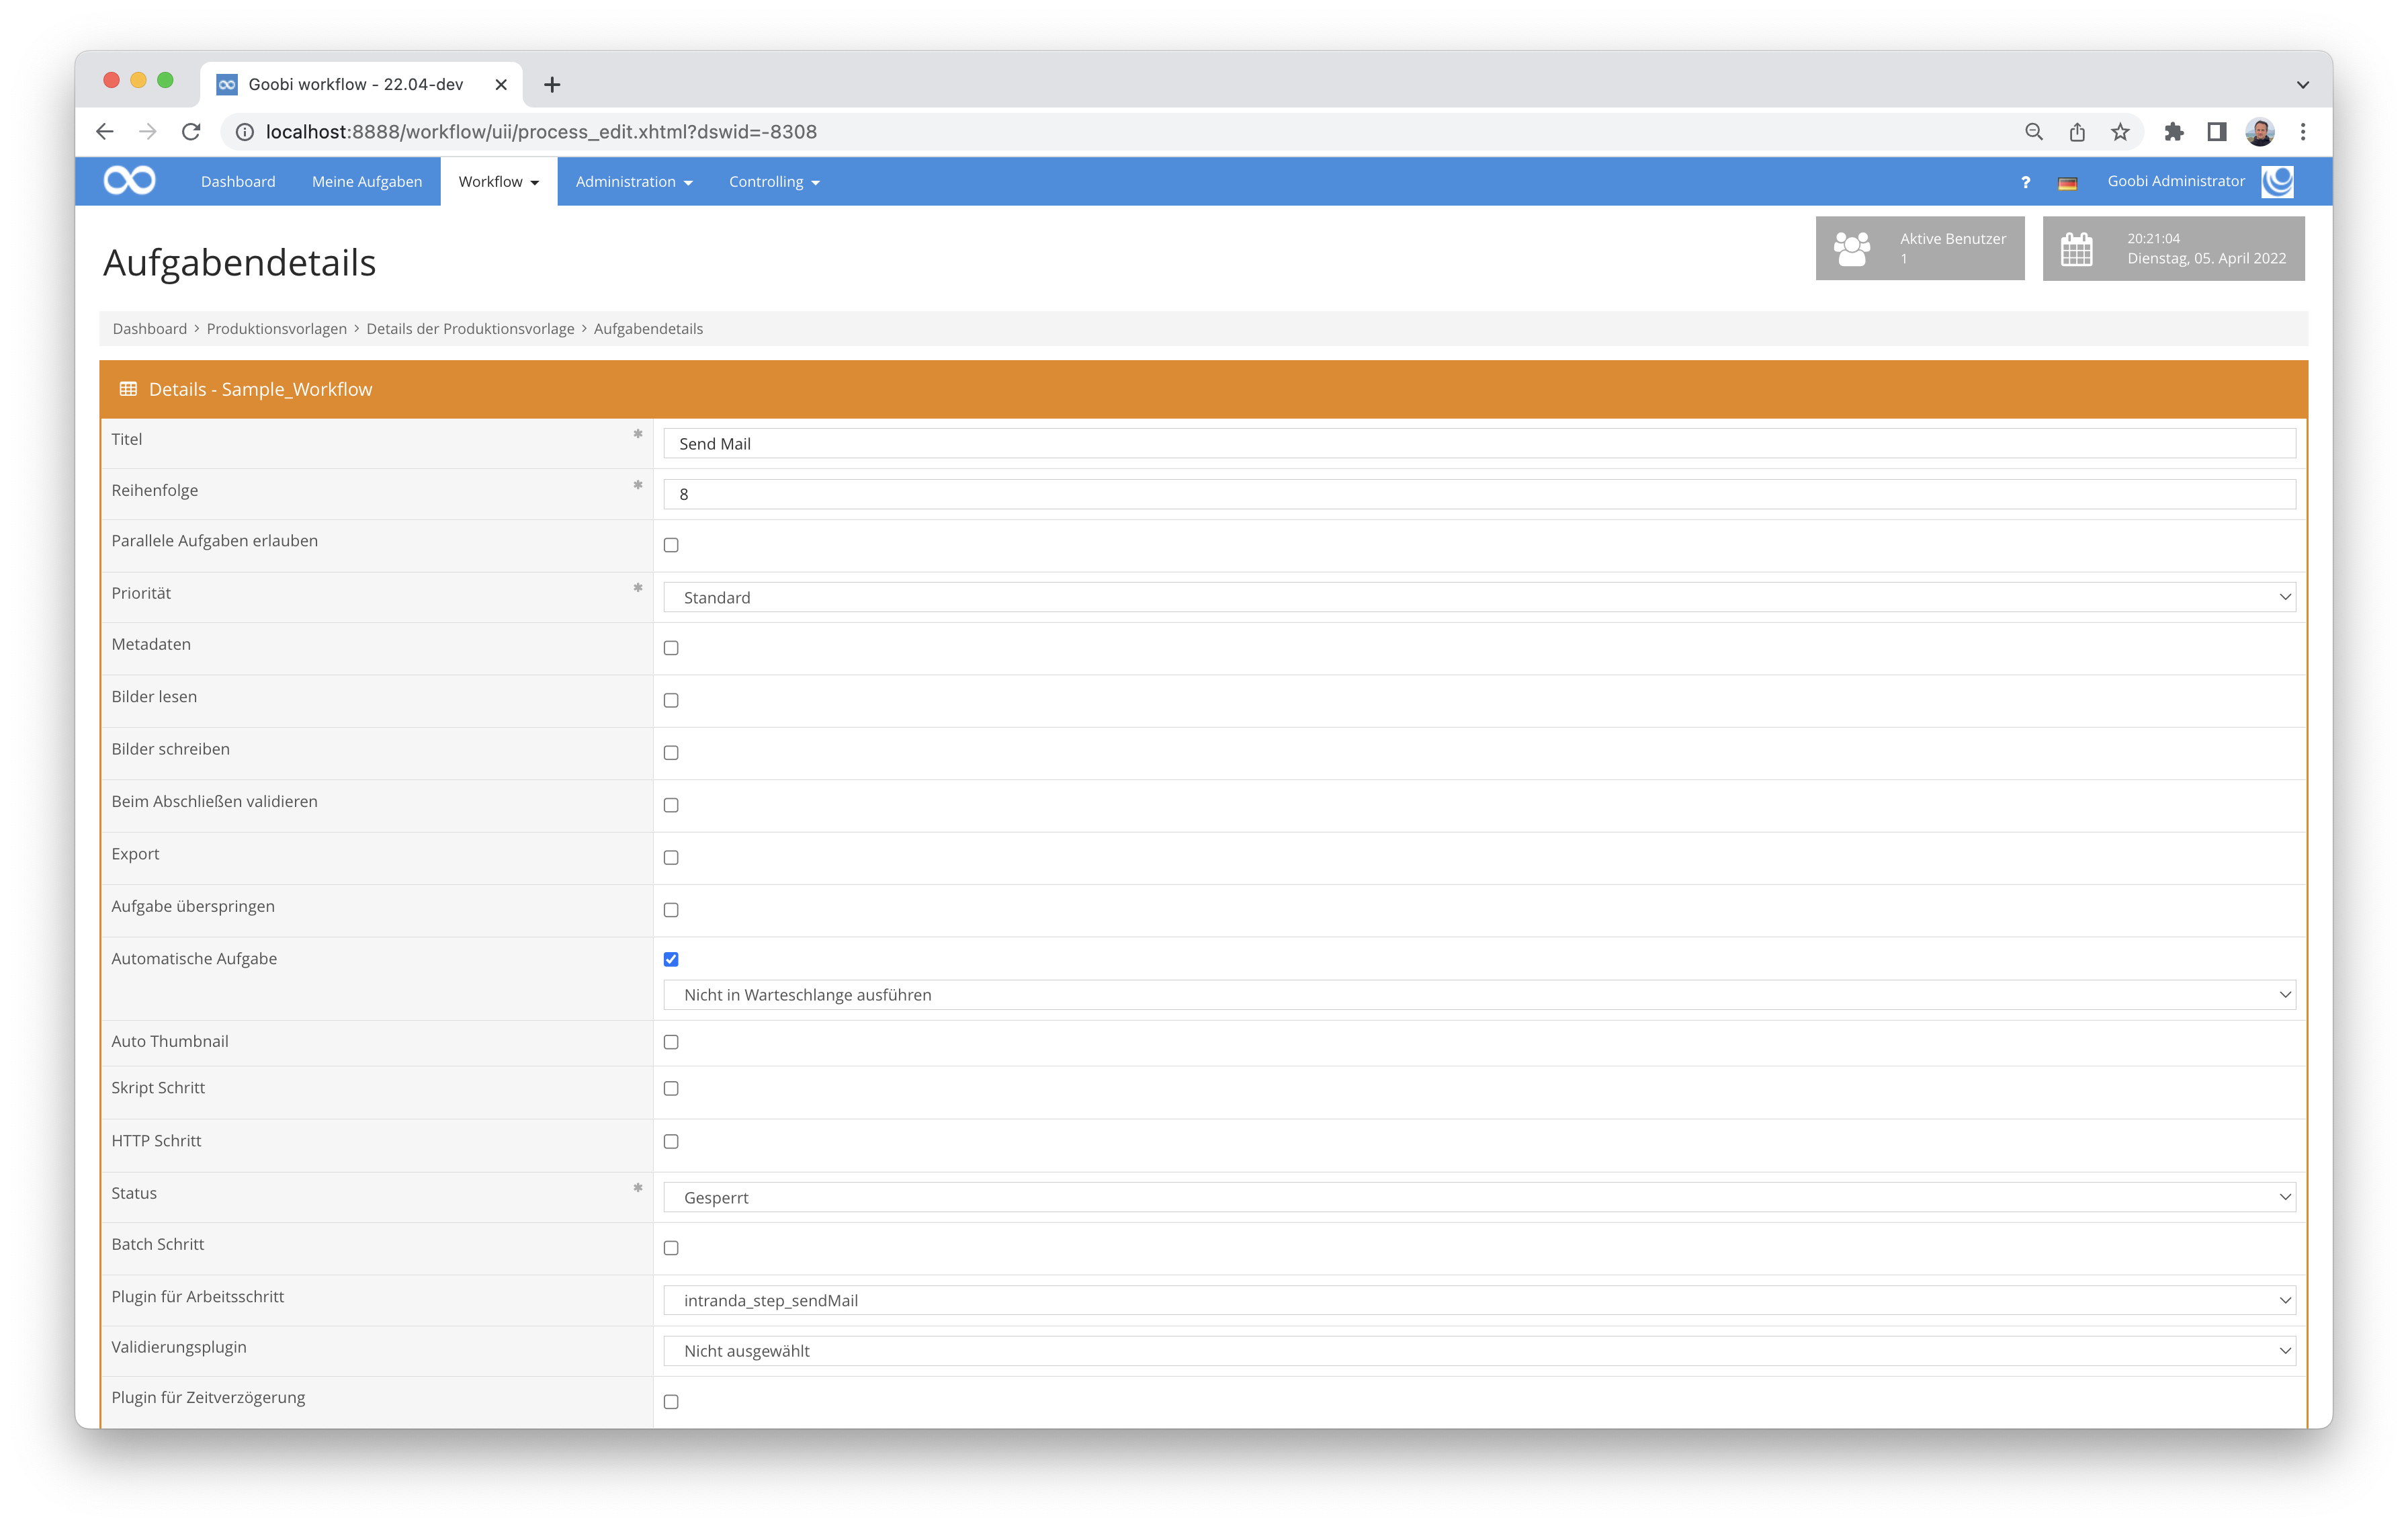 Goobi workflow - 22.04-dev
localhost:8888/workflow/uii/process_edit.xhtml?dswid=-8308
Dashboard Meine Aufgaben Workflow Administration Controlling ? Goobi Administrator
Aufgabendetails
Aktive Benutzer
1
20:21:04
Dienstag, 05. April 2022
Dashboard > Produktionsvorlagen > Details der Produktionsvorlage > Aufgabendetails
Details - Sample_Workflow
Titel * Send Mail
Reihenfolge * 8
Parallele Aufgaben erlauben
Priorität * Standard
Metadaten
Bilder lesen
Bilder schreiben
Beim Abschließen validieren
Export
Aufgabe überspringen
Automatische Aufgabe
Nicht in Warteschlange ausführen
Auto Thumbnail
Skript Schritt
HTTP Schritt
Status * Gesperrt
Batch Schritt
Plugin für Arbeitsschritt intranda_step_sendMail
Validierungsplugin Nicht ausgewählt
Plugin für Zeitverzögerung